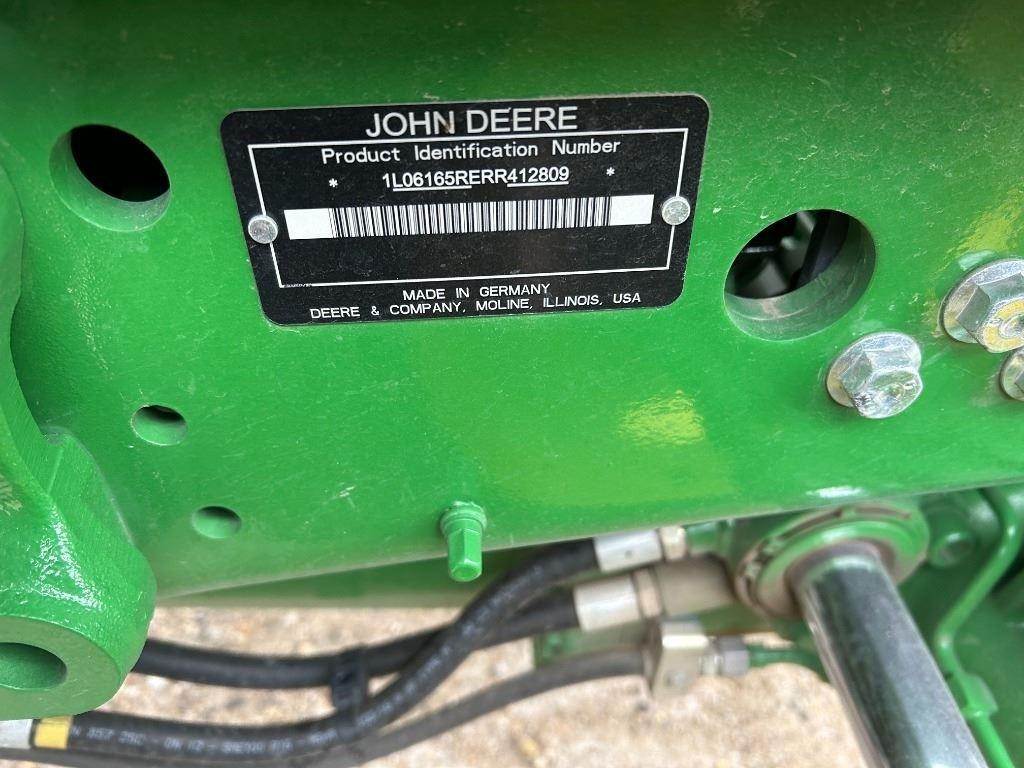 JOHN DEERE
Product Identification Number
* 1L06165RERR412809 *
MADE IN GERMANY
DEERE & COMPANY, MOLINE, ILLINOIS, USA